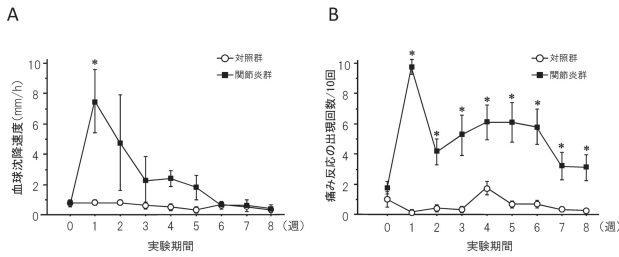 A
血球沈降速度(mm/h)
10
8
6
4
2
0
*
対照群
関節炎群
0 1 2 3 4 5 6 7 8 (週)
実験期間
B
痛み反応の出現回数/10回
10
8
6
4
2
0
* * * * * * * *
対照群
関節炎群
0 1 2 3 4 5 6 7 8 (週)
実験期間